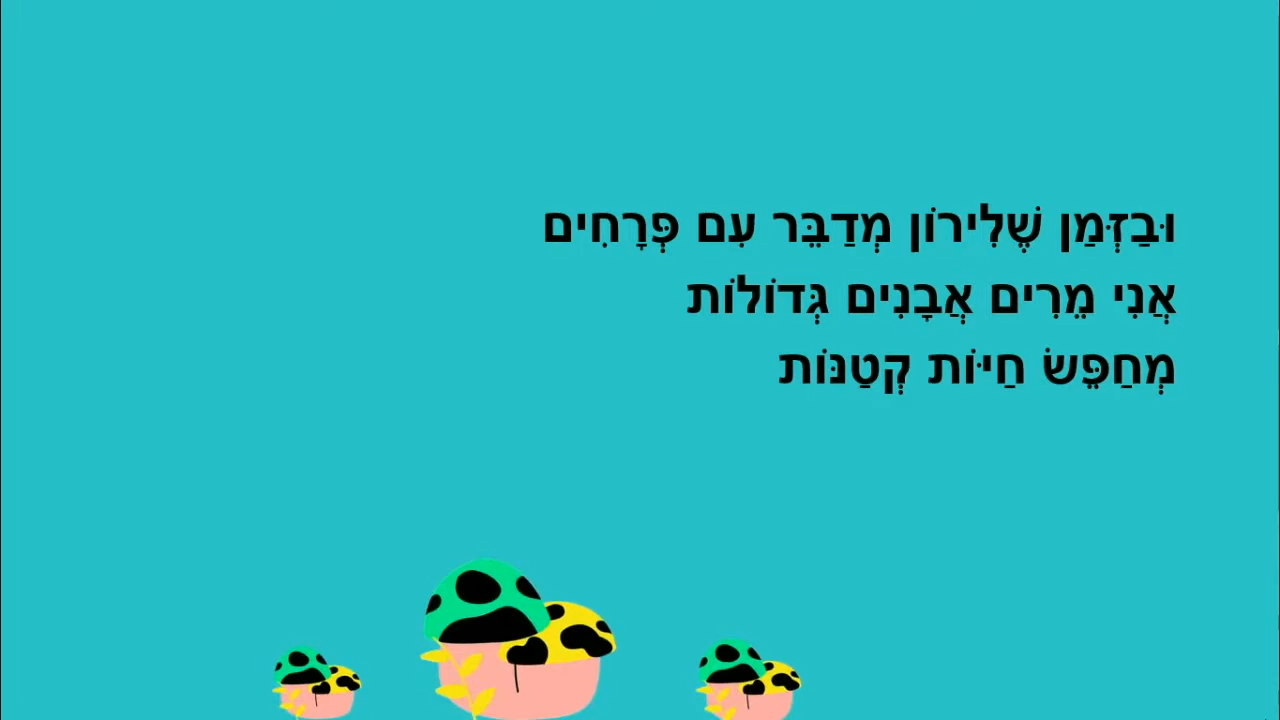 וּבַזְּמַן שֶׁלִּירוֹן מְדַבֵּר עִם פְּרָחִים
אֲנִי מֵרִים אֲבָנִים גְּדוֹלוֹת
מְחַפֵּשׂ חַיּוֹת קְטַנּוֹת